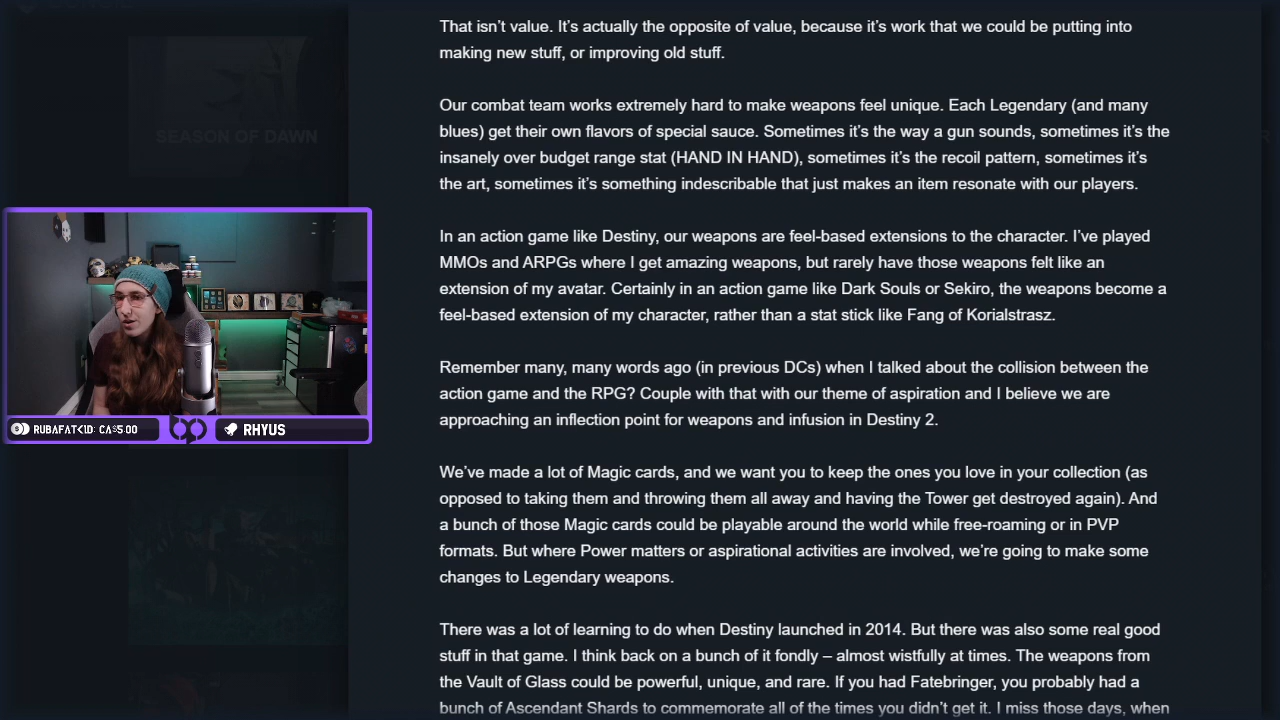 That isn’t value. It’s actually the opposite of value, because it’s work that we could be putting into
making new stuff, or improving old stuff.
SEASON OF DAWN
Our combat team works extremely hard to make weapons feel unique. Each Legendary (and many
blues) get their own flavors of special sauce. Sometimes it’s the way a gun sounds, sometimes it’s the
insanely over budget range stat (HAND IN HAND), sometimes it’s the recoil pattern, sometimes it’s
the art, sometimes it’s something indescribable that just makes an item resonate with our players.
In an action game like Destiny, our weapons are feel-based extensions to the character. I’ve played
MMOs and ARPGs where I get amazing weapons, but rarely have those weapons felt like an
extension of my avatar. Certainly in an action game like Dark Souls or Sekiro, the weapons become a
feel-based extension of my character, rather than a stat stick like Fang of Korialstrasz.
Remember many, many words ago (in previous DCs) when I talked about the collision between the
action game and the RPG? Couple with that with our theme of aspiration and I believe we are
approaching an inflection point for weapons and infusion in Destiny 2.
RUBAFATKID: CA$5.00
RHYUS
We’ve made a lot of Magic cards, and we want you to keep the ones you love in your collection (as
opposed to taking them and throwing them all away and having the Tower get destroyed again). And
a bunch of those Magic cards could be playable around the world while free-roaming or in PVP
formats. But where Power matters or aspirational activities are involved, we’re going to make some
changes to Legendary weapons.
There was a lot of learning to do when Destiny launched in 2014. But there was also some real good
stuff in that game. I think back on a bunch of it fondly – almost wistfully at times. The weapons from
the Vault of Glass could be powerful, unique, and rare. If you had Fatebringer, you probably had a
bunch of Ascendant Shards to commemorate all of the times you didn’t get it. I miss those days, when